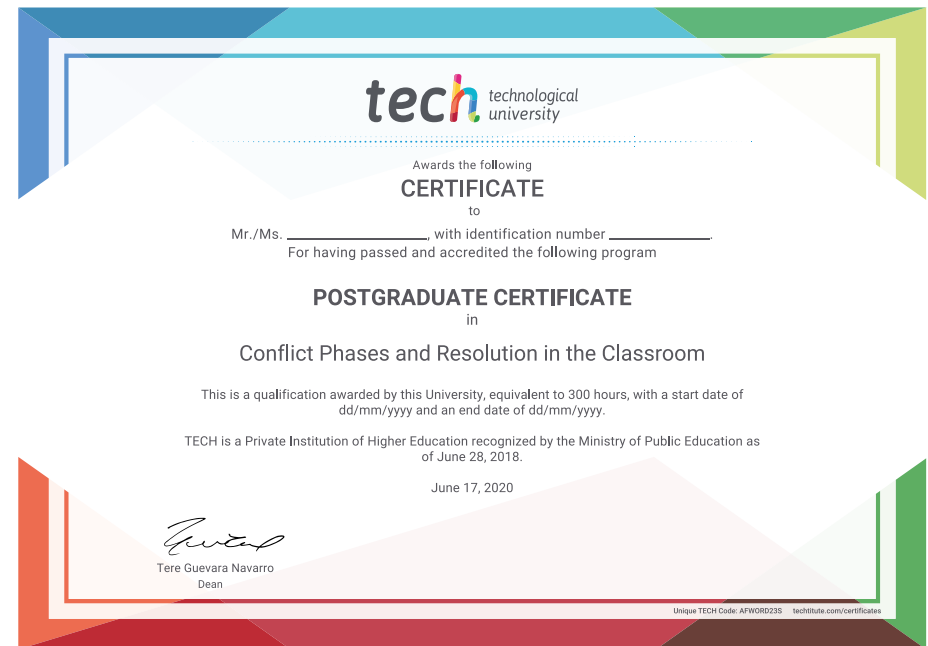 tech technological
university
Awards the following
CERTIFICATE
to
Mr./Ms. ____________________, with identification number ______________.
For having passed and accredited the following program
POSTGRADUATE CERTIFICATE
in
Conflict Phases and Resolution in the Classroom
This is a qualification awarded by this University, equivalent to 300 hours, with a start date of
dd/mm/yyyy and an end date of dd/mm/yyyy.
TECH is a Private Institution of Higher Education recognized by the Ministry of Public Education as
of June 28, 2018.
June 17, 2020
Tere Guevara Navarro
Dean
Unique TECH Code: AFWORD23S techtitute.com/certificates